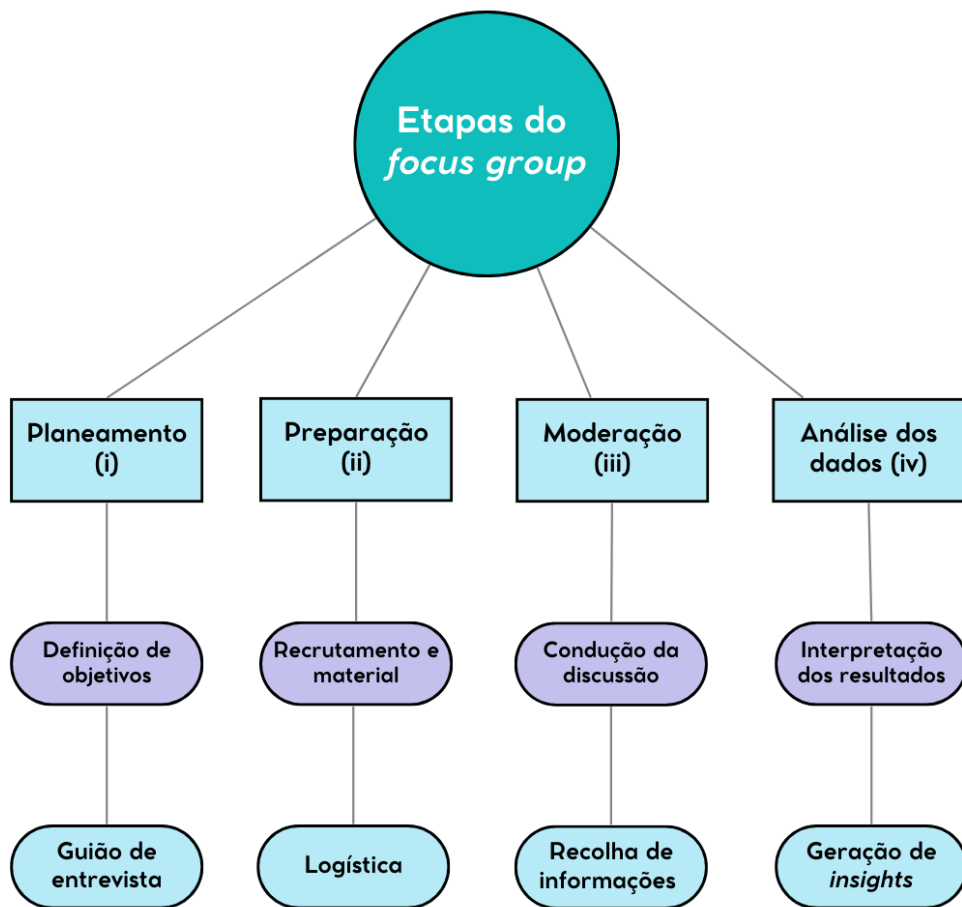 Etapas do
focus group
Planeamento
(i)
Preparação
(ii)
Moderação
(iii)
Análise dos
dados (iv)
Definição de
objetivos
Recrutamento e
material
Condução da
discussão
Interpretação
dos resultados
Guião de
entrevista
Logística
Recolha de
informações
Geração de
insights